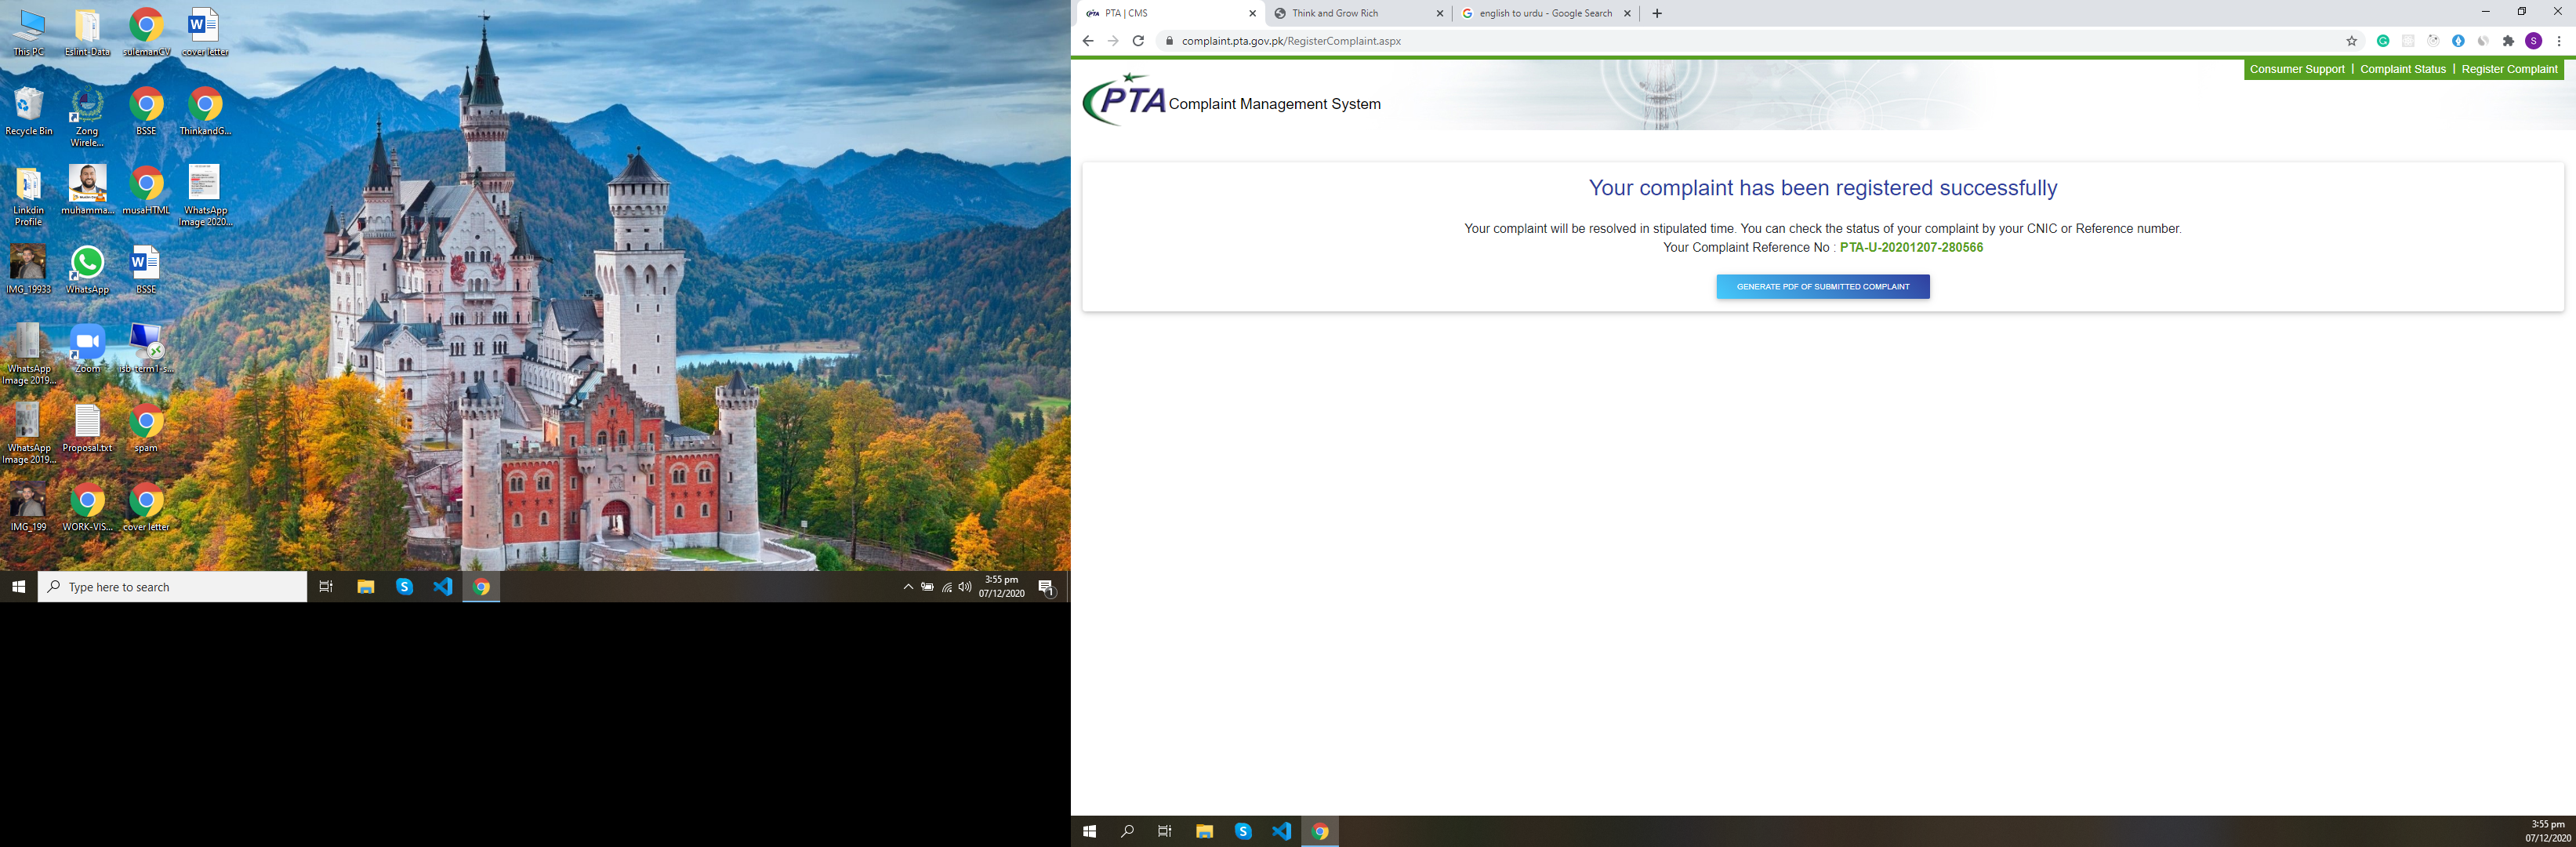 This PC
Eslint-Data
sulemanCV
cover letter
Recycle Bin
Zong
Wirele...
BSSE
ThinkandG...
Linkdin
Profile
muhamma...
musaHTML
WhatsApp
Image 2020...
IMG_19933
WhatsApp
BSSE
WhatsApp
Image 2019...
Zoom
isb-term1-s...
WhatsApp
Image 2019...
Proposal.txt
spam
IMG_199
WORK-VIS...
cover letter
Type here to search
3:55 pm
07/12/2020
PTA | CMS
Think and Grow Rich
english to urdu - Google Search
complaint.pta.gov.pk/RegisterComplaint.aspx
S
Consumer Support | Complaint Status | Register Complaint
PTA Complaint Management System
Your complaint has been registered successfully
Your complaint will be resolved in stipulated time. You can check the status of your complaint by your CNIC or Reference number.
Your Complaint Reference No : PTA-U-20201207-280566
GENERATE PDF OF SUBMITTED COMPLAINT
3:55 pm
07/12/2020